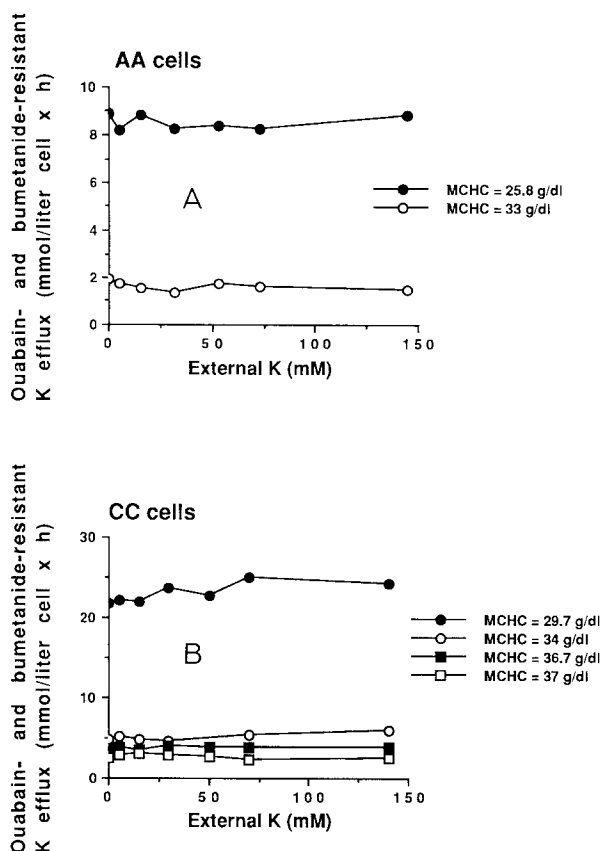 AA cells
Ouabain- and bumetanide-resistant
K efflux (mmol/liter cell x h)
10
8
6
4
2
0
A
MCHC = 25.8 g/dl
MCHC = 33 g/dl
0 50 100 150
External K (mM)
CC cells
Ouabain- and bumetanide-resistant
K efflux (mmol/liter cell x h)
30
20
10
0
B
MCHC = 29.7 g/dl
MCHC = 34 g/dl
MCHC = 36.7 g/dl
MCHC = 37 g/dl
0 50 100 150
External K (mM)